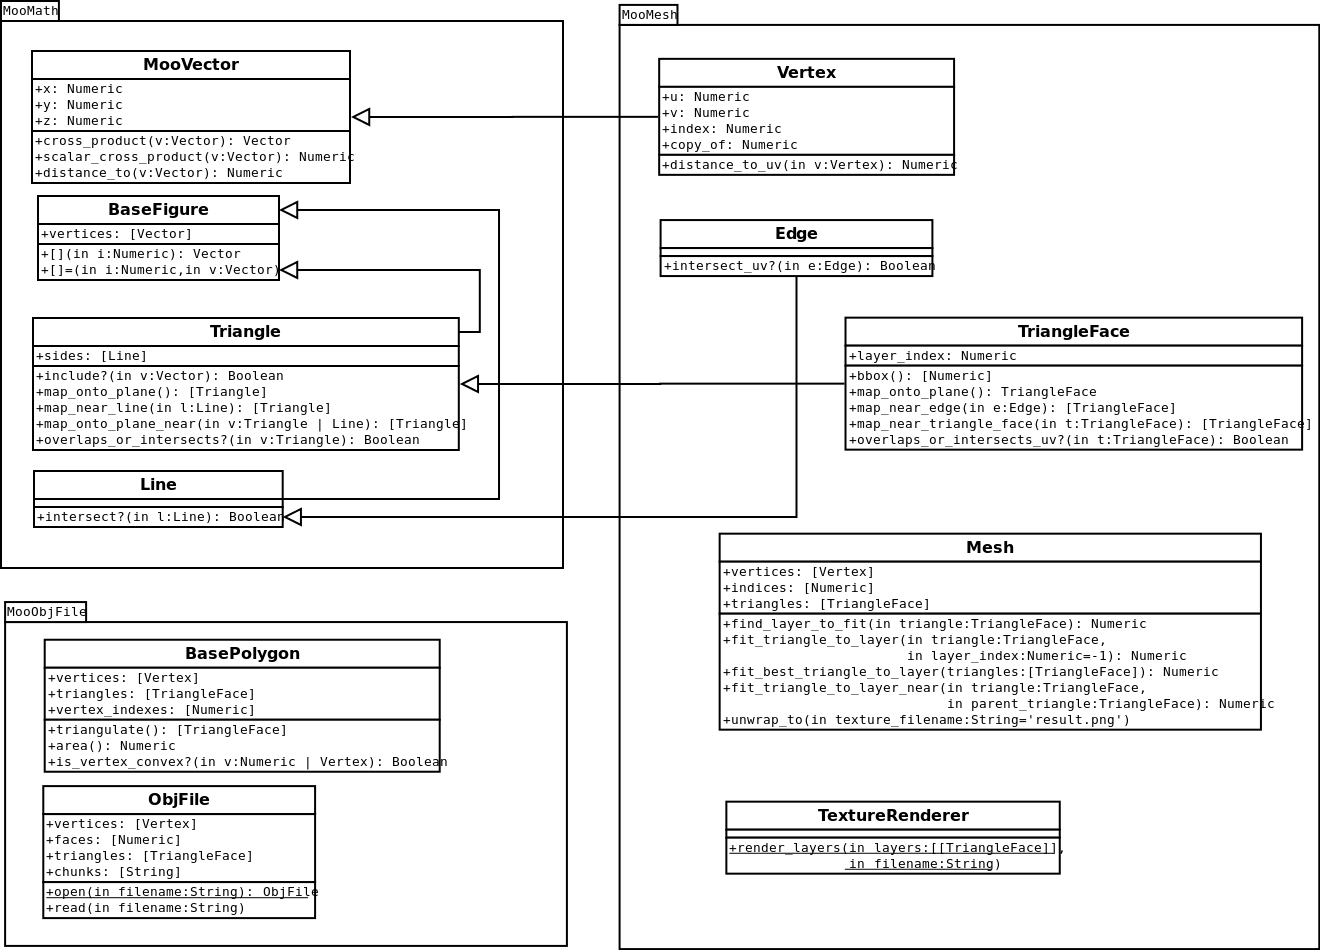 MooMath
MooVector
+x: Numeric
+y: Numeric
+z: Numeric
+cross_product(v:Vector): Vector
+scalar_cross_product(v:Vector): Numeric
+distance_to(v:Vector): Numeric
BaseFigure
+vertices: [Vector]
+[](in i:Numeric): Vector
+[]=(in i:Numeric,in v:Vector)
Triangle
+sides: [Line]
+include?(in v:Vector): Boolean
+map_onto_plane(): [Triangle]
+map_near_line(in l:Line): [Triangle]
+map_onto_plane_near(in v:Triangle | Line): [Triangle]
+overlaps_or_intersects?(in v:Triangle): Boolean
Line
+intersect?(in l:Line): Boolean
MooObjFile
BasePolygon
+vertices: [Vertex]
+triangles: [TriangleFace]
+vertex_indexes: [Numeric]
+triangulate(): [TriangleFace]
+area(): Numeric
+is_vertex_convex?(in v:Numeric | Vertex): Boolean
ObjFile
+vertices: [Vertex]
+faces: [Numeric]
+triangles: [TriangleFace]
+chunks: [String]
+open(in filename:String): ObjFile
+read(in filename:String)
MooMesh
Vertex
+u: Numeric
+v: Numeric
+index: Numeric
+copy_of: Numeric
+distance_to_uv(in v:Vertex): Numeric
Edge
+intersect_uv?(in e:Edge): Boolean
TriangleFace
+layer_index: Numeric
+bbox(): [Numeric]
+map_onto_plane(): TriangleFace
+map_near_edge(in e:Edge): [TriangleFace]
+map_near_triangle_face(in t:TriangleFace): [TriangleFace]
+overlaps_or_intersects_uv?(in t:TriangleFace): Boolean
Mesh
+vertices: [Vertex]
+indices: [Numeric]
+triangles: [TriangleFace]
+find_layer_to_fit(in triangle:TriangleFace): Numeric
+fit_triangle_to_layer(in triangle:TriangleFace,
in layer_index:Numeric=-1): Numeric
+fit_best_triangle_to_layer(triangles:[TriangleFace]): Numeric
+fit_triangle_to_layer_near(in triangle:TriangleFace,
in parent_triangle:TriangleFace): Numeric
+unwrap_to(in texture_filename:String='result.png')
TextureRenderer
+render_layers(in layers:[[TriangleFace]],
in filename:String)